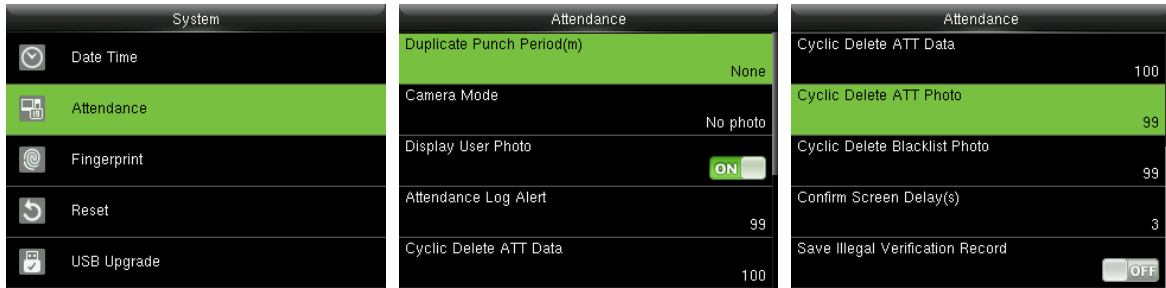 System
Date Time
Attendance
19
Fingerprint
Reset
USB Upgrade
Attendance
Duplicate Punch Period(m)
None
Camera Mode
No photo
Display User Photo
ON
Attendance Log Alert
99
Cyclic Delete ATT Data
100
Attendance
Cyclic Delete ATT Data
100
Cyclic Delete ATT Photo
99
Cyclic Delete Blacklist Photo
99
Confirm Screen Delay(s)
3
Save Illegal Verification Record
OFF